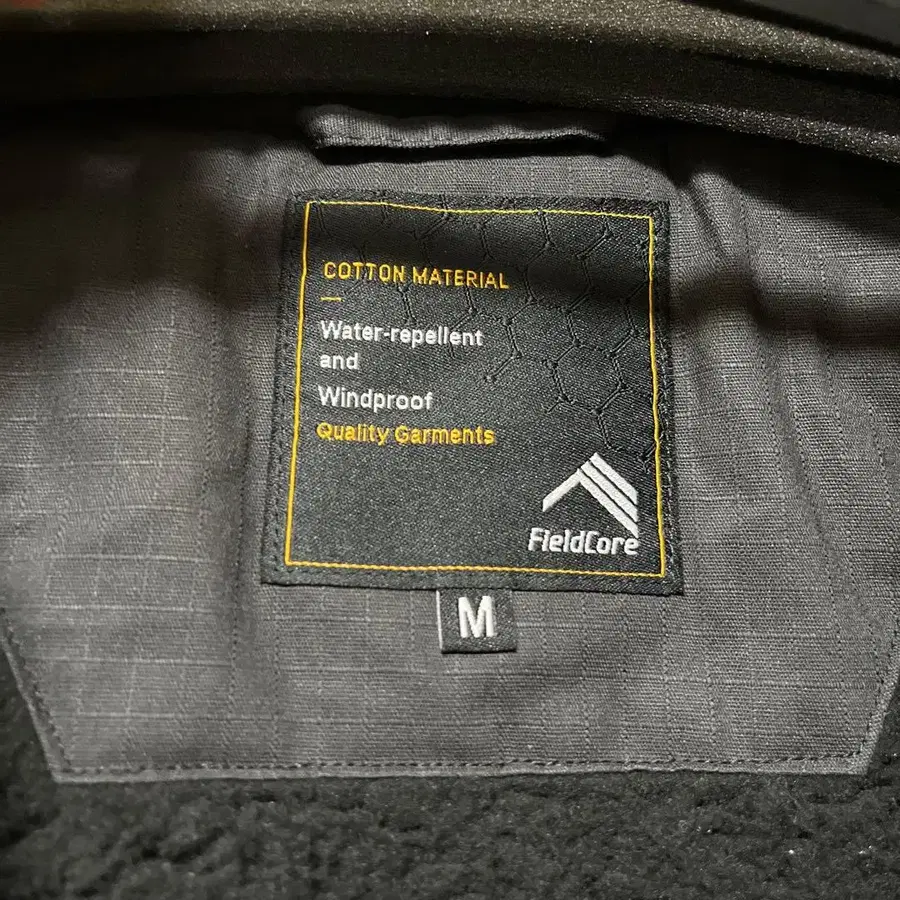 COTTON MATERIAL
Water-repellent
and
Windproof
Quality Garments
FieldCore
M